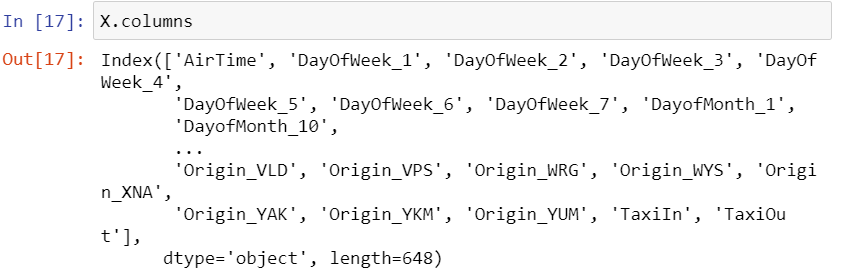 In [17]: X.columns
Out[17]: Index(['AirTime', 'DayOfWeek_1', 'DayOfWeek_2', 'DayOfWeek_3', 'DayOf
Week_4',
'DayOfWeek_5', 'DayOfWeek_6', 'DayOfWeek_7', 'DayofMonth_1',
'DayofMonth_10',
...
'Origin_VLD', 'Origin_VPS', 'Origin_WRG', 'Origin_WYS', 'Origi
n_XNA',
'Origin_YAK', 'Origin_YKM', 'Origin_YUM', 'TaxiIn', 'TaxiOu
t'],
dtype='object', length=648)